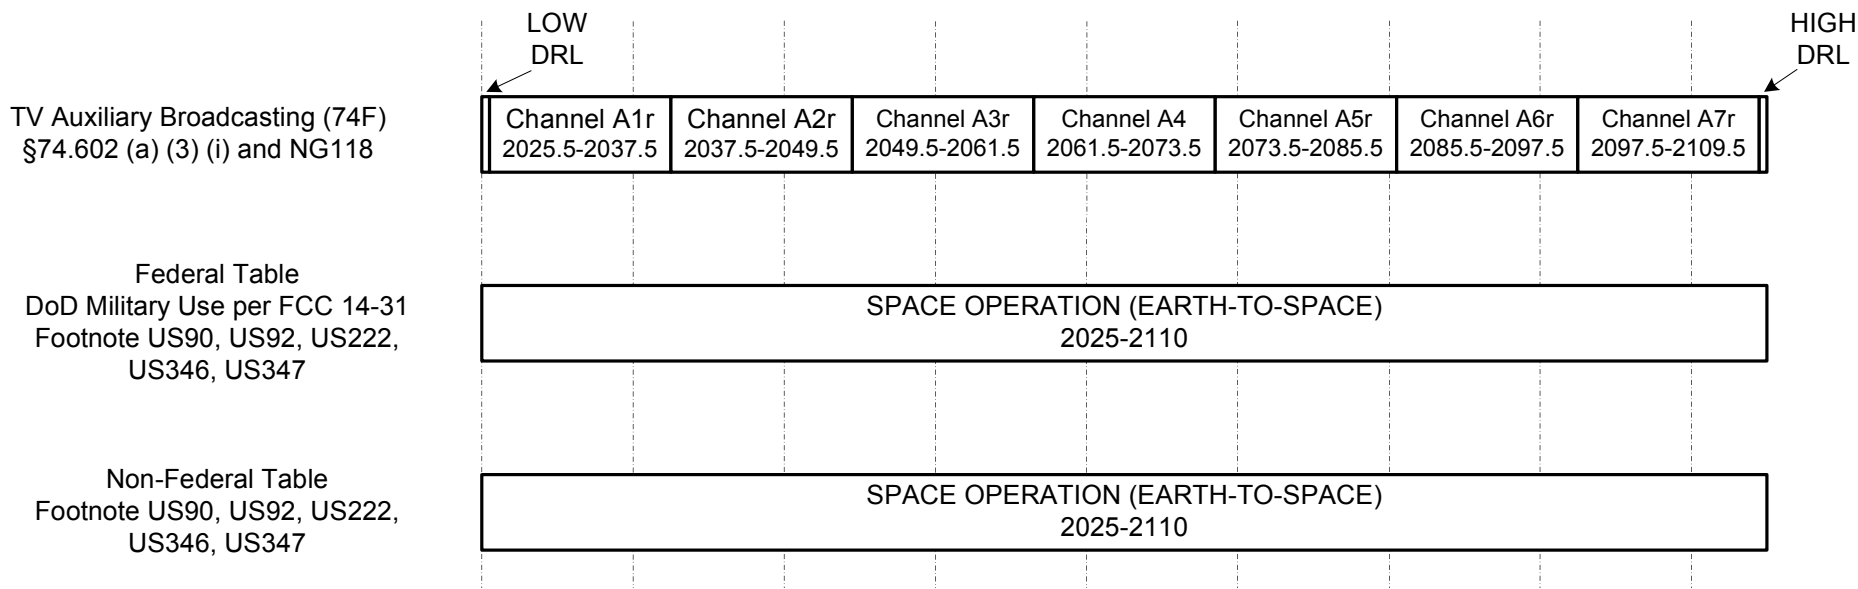 LOW
DRL
HIGH
DRL
TV Auxiliary Broadcasting (74F)
§74.602 (a) (3) (i) and NG118
Channel A1r
2025.5-2037.5
Channel A2r
2037.5-2049.5
Channel A3r
2049.5-2061.5
Channel A4
2061.5-2073.5
Channel A5r
2073.5-2085.5
Channel A6r
2085.5-2097.5
Channel A7r
2097.5-2109.5
Federal Table
DoD Military Use per FCC 14-31
Footnote US90, US92, US222,
US346, US347
SPACE OPERATION (EARTH-TO-SPACE)
2025-2110
Non-Federal Table
Footnote US90, US92, US222,
US346, US347
SPACE OPERATION (EARTH-TO-SPACE)
2025-2110